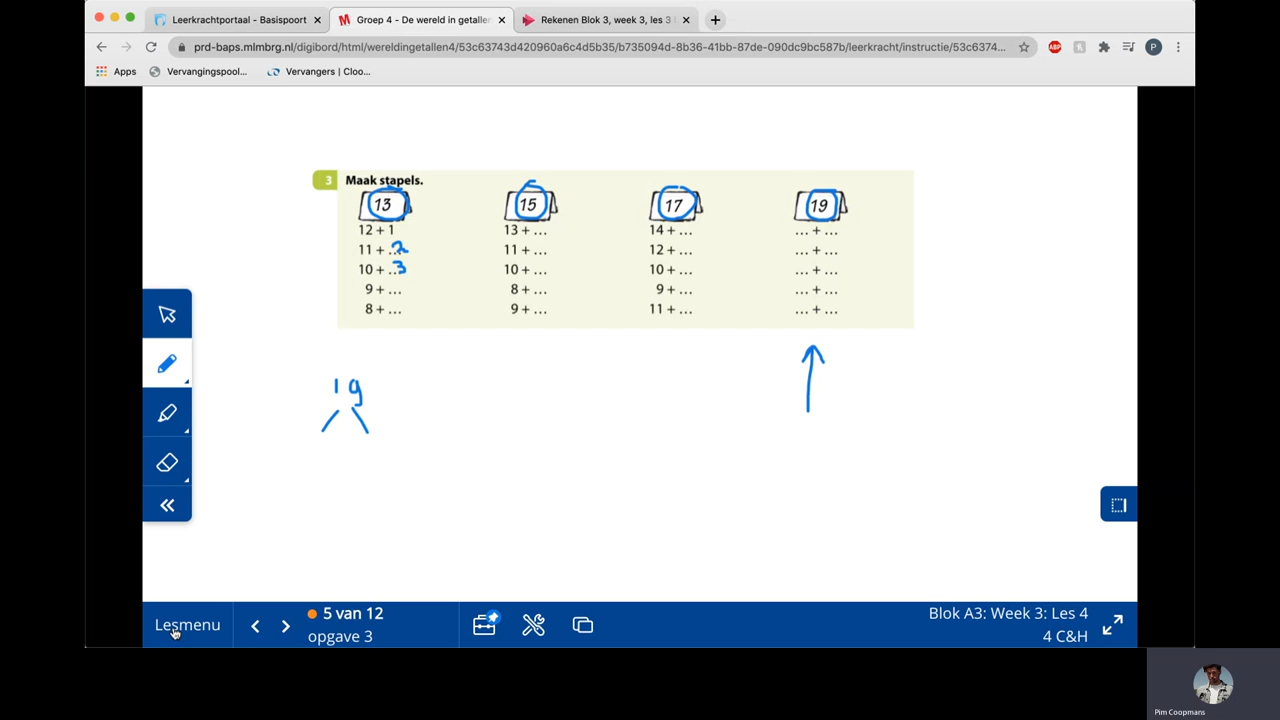 Leerkrachtportaal - Basispoort
Groep 4 - De wereld in getallen
Rekenen Blok 3, week 3, les 3
prd-baps.mlmbrg.nl/digibord/html/wereldingetallen4/53c63743d420960a6c4d5b35/b735094d-8b36-41bb-87de-090dc9bc587b/leerkracht/instructie/53c6374...
ABP
P
Apps
Vervangingspool...
Vervangers | Cloo...
3 Maak stapels.
13 15 17 19
12 + 1 13 + ... 14 + ... ... + ...
11 + ...2 11 + ... 12 + ... ... + ...
10 + ...3 10 + ... 10 + ... ... + ...
9 + ... 8 + ... 9 + ... ... + ...
8 + ... 9 + ... 11 + ... ... + ...
19
Lesmenu
5 van 12
opgave 3
Blok A3: Week 3: Les 4
4 C&H
Pim Coopmans